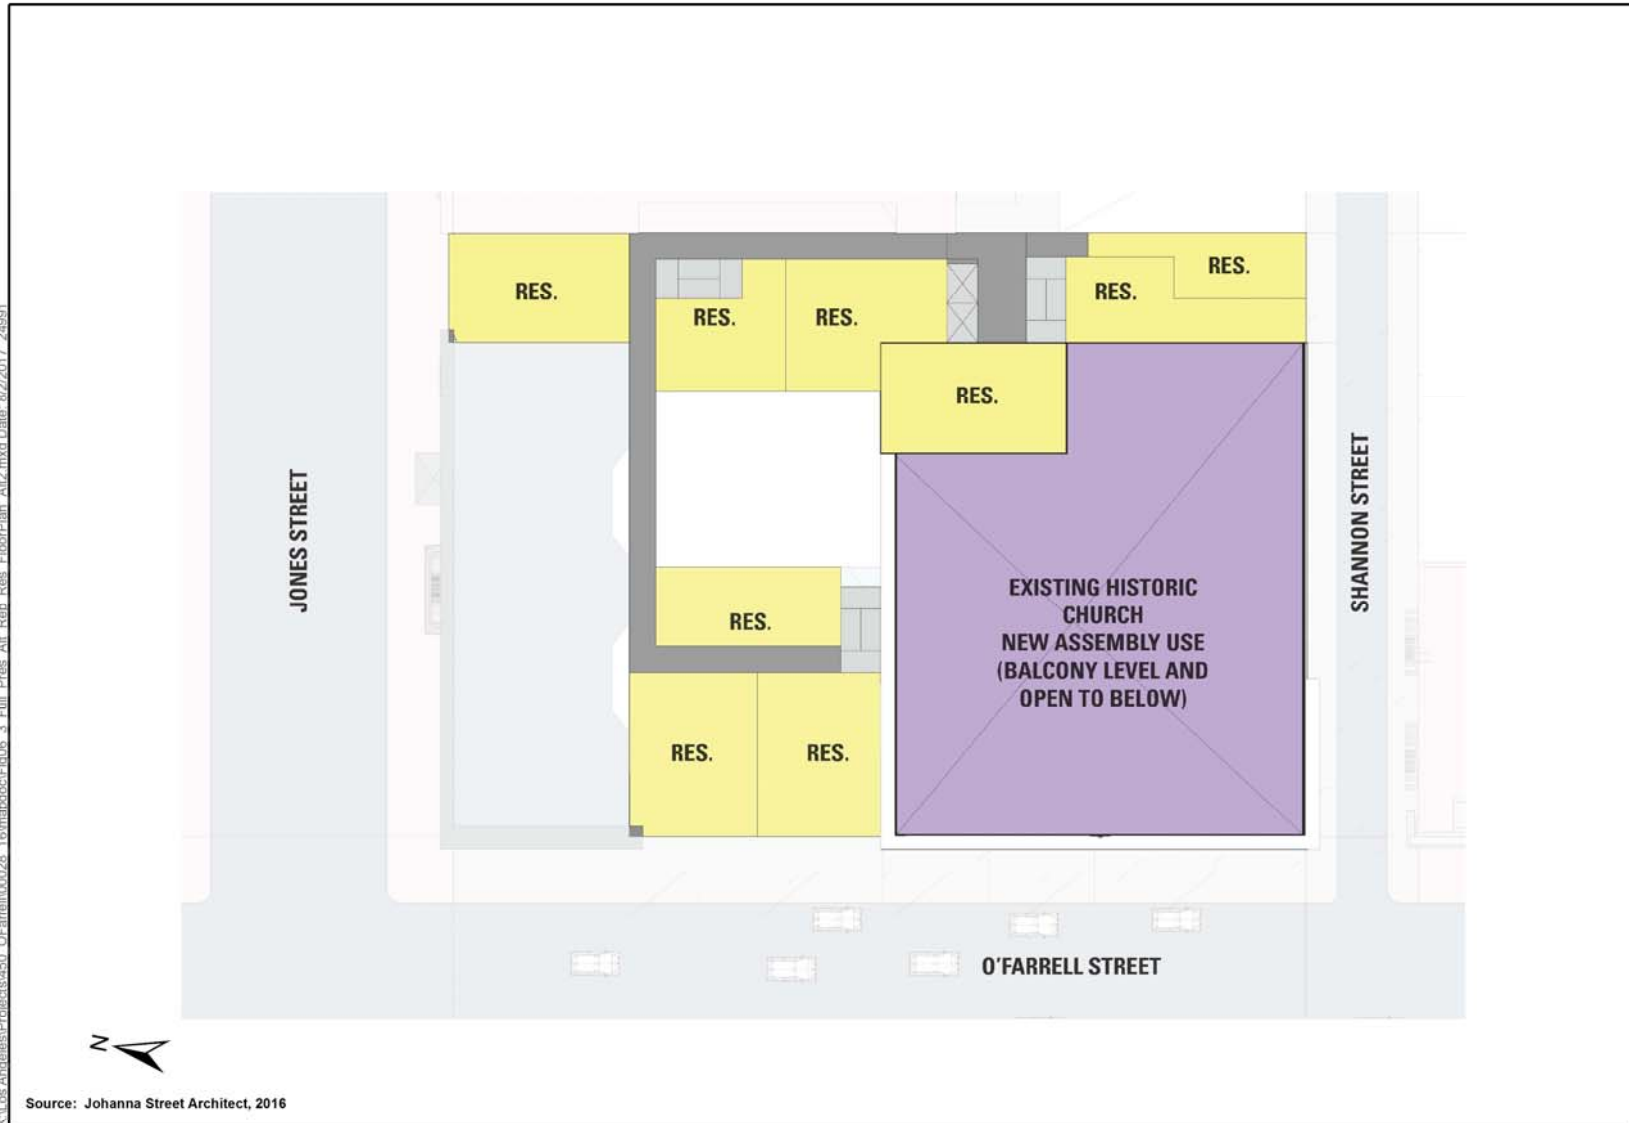 RES.
RES.
RES.
RES.
RES.
RES.
RES.
RES.
RES.
JONES STREET
SHANNON STREET
EXISTING HISTORIC
CHURCH
NEW ASSEMBLY USE
(BALCONY LEVEL AND
OPEN TO BELOW)
O'FARRELL STREET
N
Source: Johanna Street Architect, 2016